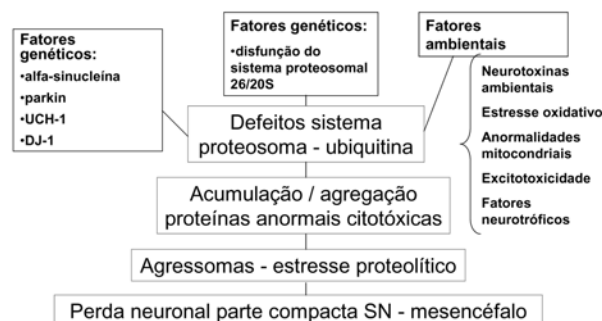 Fatores
genéticos:
•alfa-sinucleína
•parkin
•UCH-1
•DJ-1
Fatores genéticos:
•disfunção do
sistema proteosomal
26/20S
Fatores
ambientais
Neurotoxinas
ambientais
Estresse oxidativo
Anormalidades
mitocondriais
Excitotoxicidade
Fatores
neurotróficos
Defeitos sistema
proteosoma - ubiquitina
Acumulação / agregação
proteínas anormais citotóxicas
Agressomas - estresse proteolítico
Perda neuronal parte compacta SN - mesencéfalo